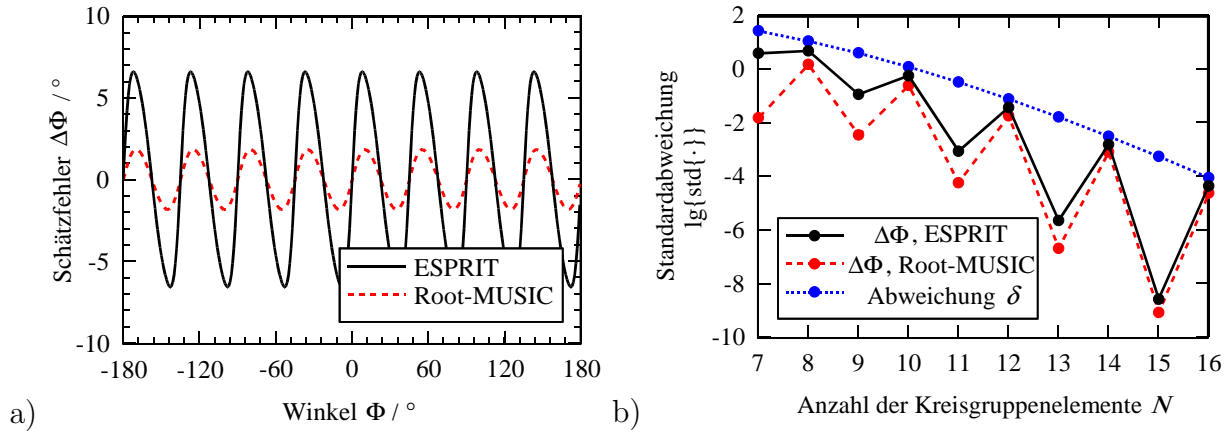 10
5
0
-5
-10
Schätzfehler ΔΦ / °
-180
-120
-60
0
60
120
180
Winkel Φ / °
ESPRIT
Root-MUSIC
a)
2
0
-2
-4
-6
-8
-10
Standardabweichung
lg{std{·}}
7
8
9
10
11
12
13
14
15
16
Anzahl der Kreisgruppenelemente N
ΔΦ, ESPRIT
ΔΦ, Root-MUSIC
Abweichung δ
b)